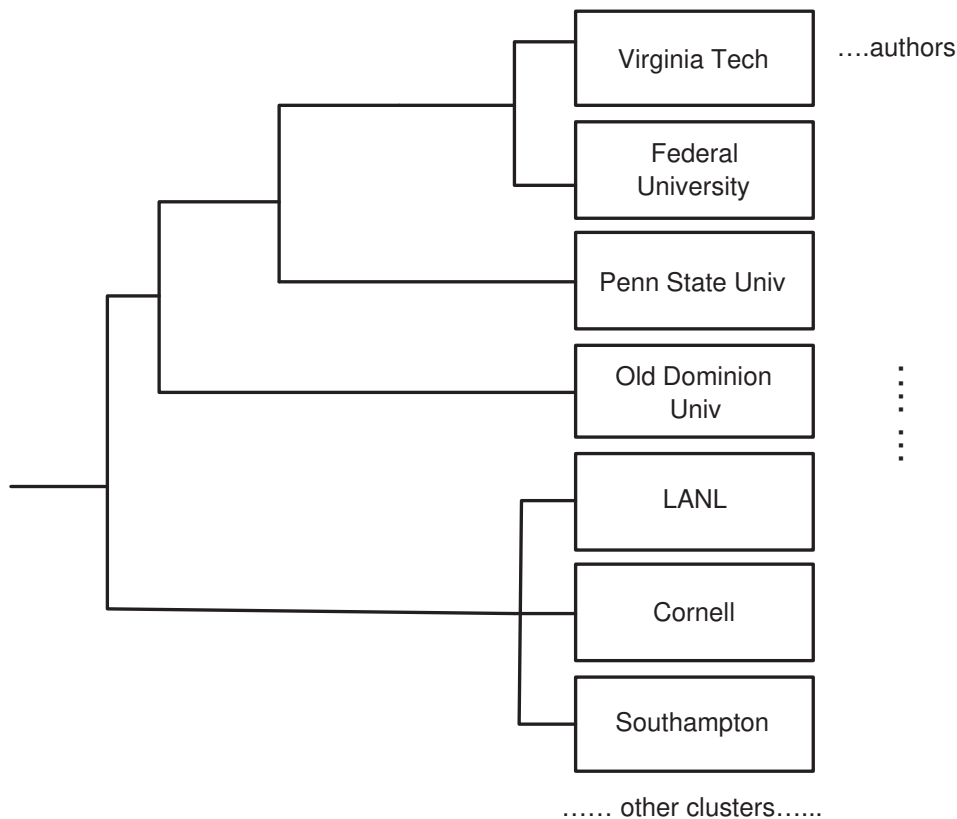 Virginia Tech
….authors
Federal
University
Penn State Univ
Old Dominion
Univ
LANL
Cornell
Southampton
…… other clusters…...